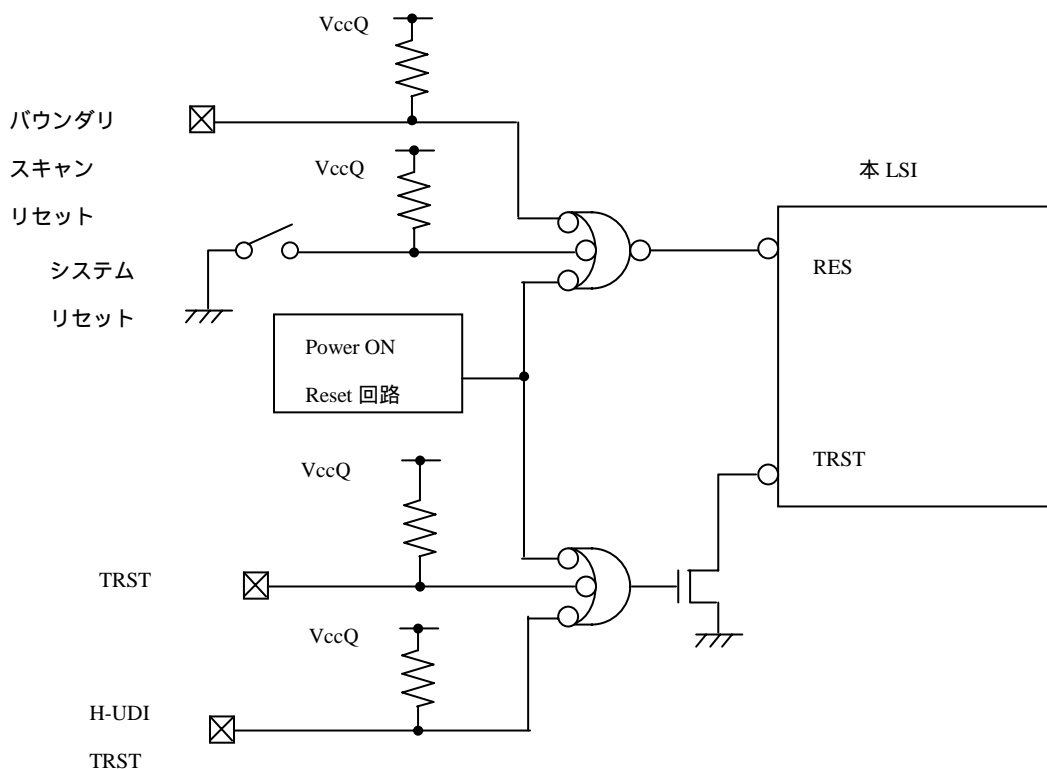 VccQ
バウンダリ
スキャン
リセット
VccQ
本 LSI
システム
リセット
RES
Power ON
Reset 回路
VccQ
TRST
TRST
VccQ
H-UDI
TRST